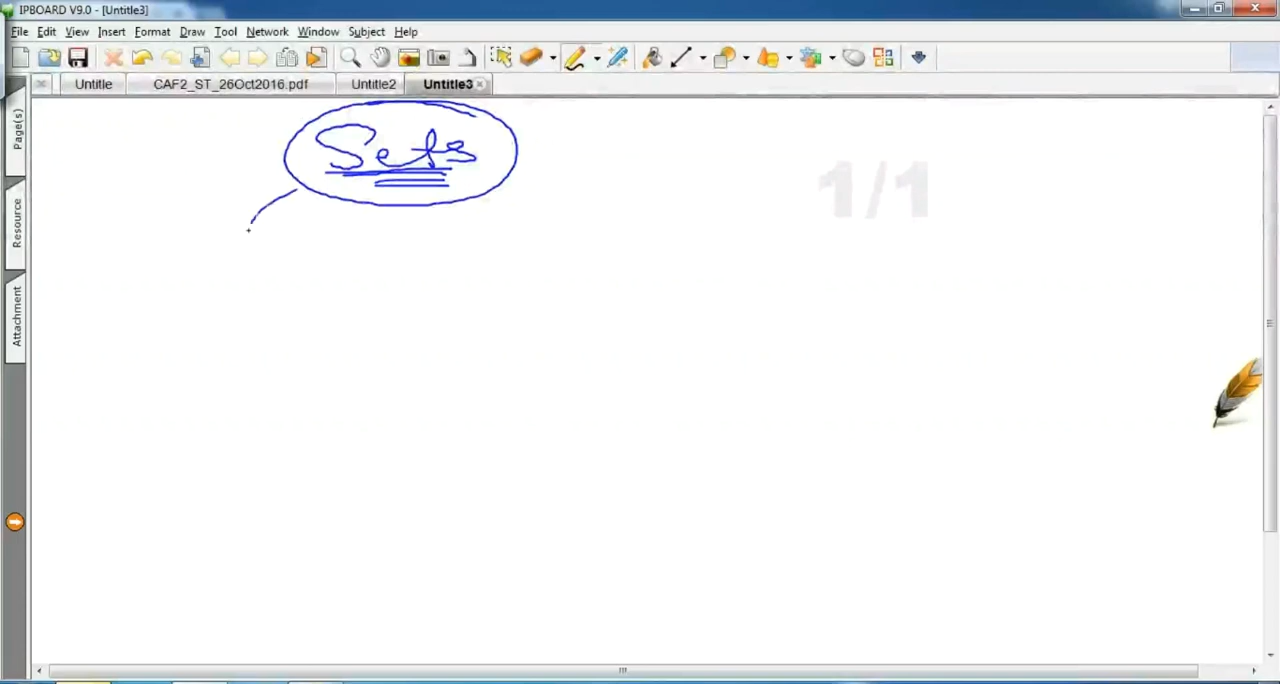 IPBOARD V9.0 - [Untitle3]
File Edit View Insert Format Draw Tool Network Window Subject Help
Untitle CAF2_ST_26Oct2016.pdf Untitle2 Untitle3
Page(s)
Resource
Attachment
Sets
1/1